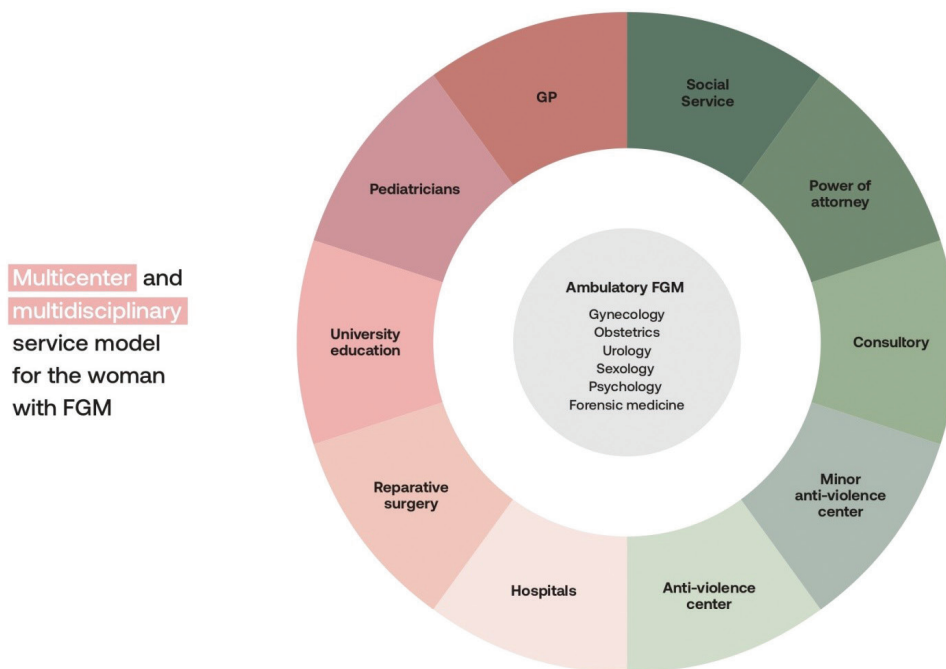 Multicenter and
multidisciplinary
service model
for the woman
with FGM
GP
Social
Service
Power of
attorney
Consultory
Minor
anti-violence
center
Anti-violence
center
Hospitals
Reparative
surgery
University
education
Pediatricians
Ambulatory FGM
Gynecology
Obstetrics
Urology
Sexology
Psychology
Forensic medicine